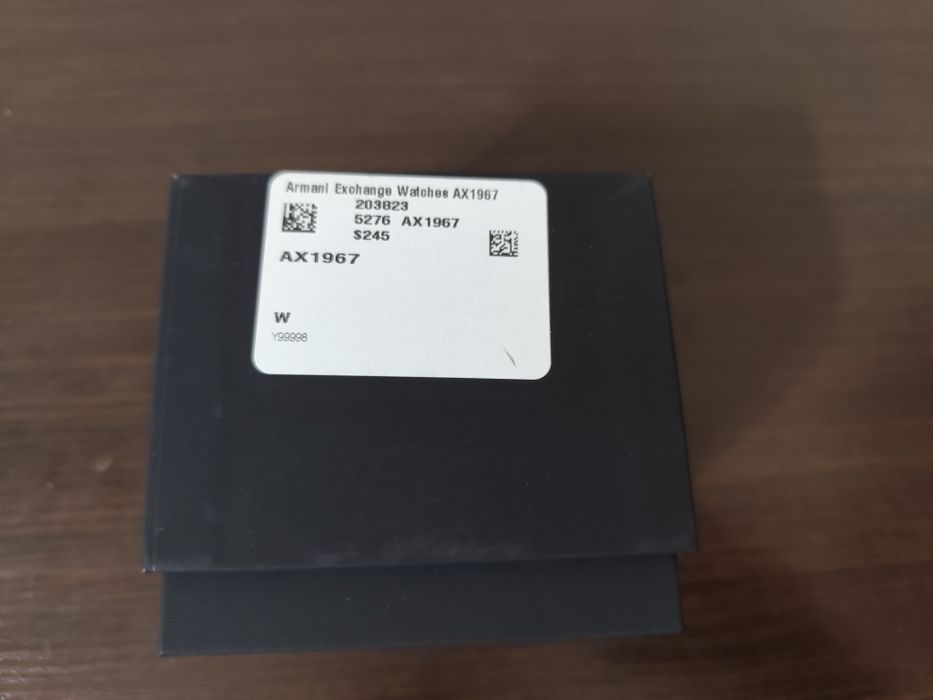 Armani Exchange Watches AX1967
203823
5276 AX1967
$245
AX1967
W
Y99998